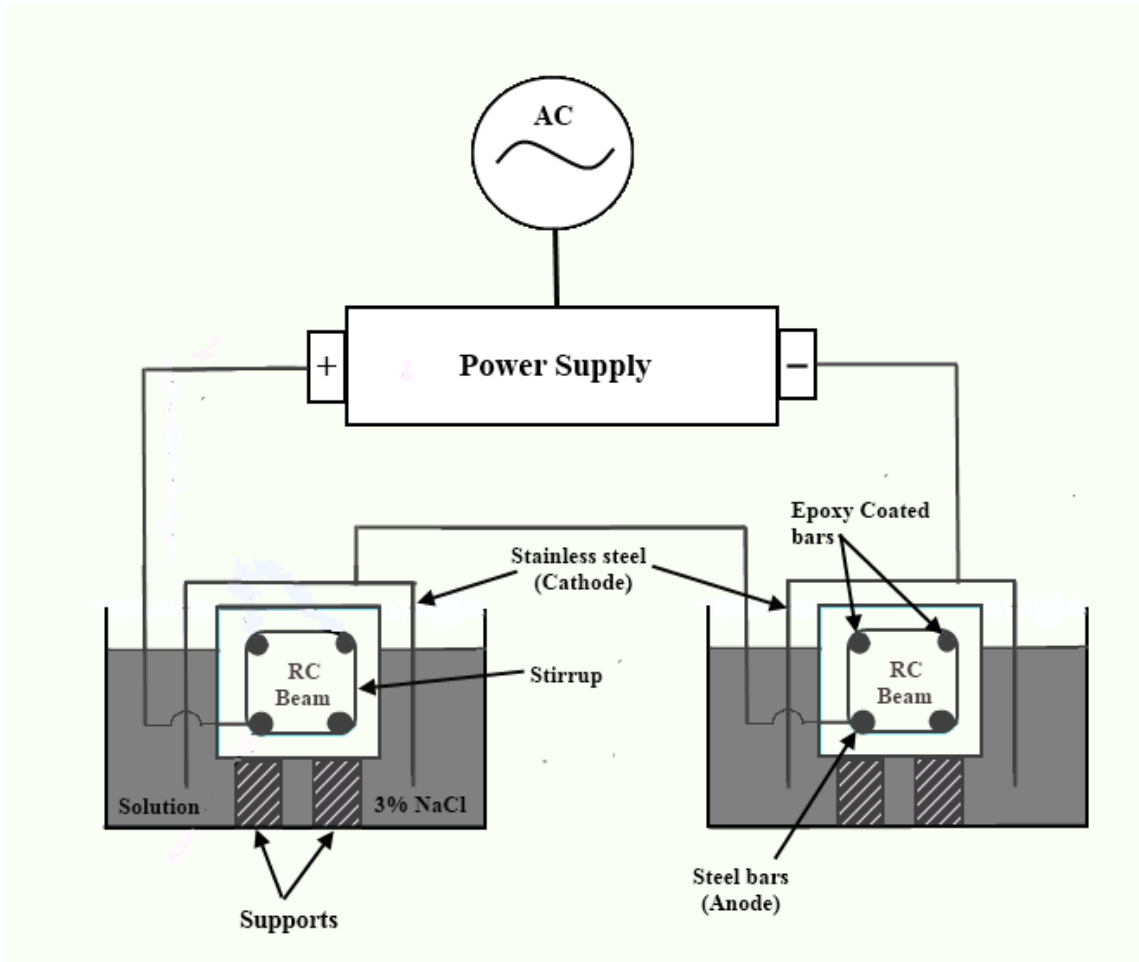 AC
+
Power Supply
−
Epoxy Coated
bars
Stainless steel
(Cathode)
RC
Beam
Stirrup
RC
Beam
Solution
3% NaCl
Steel bars
(Anode)
Supports